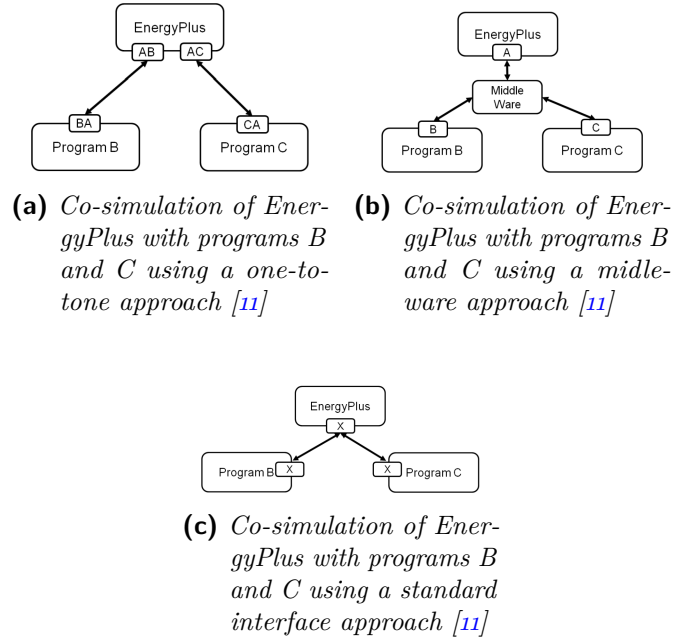 EnergyPlus
AB AC
BA CA
Program B Program C
(a) Co-simulation of Ener-
gyPlus with programs B
and C using a one-to-
tone approach [11]
EnergyPlus
A
Middle
Ware
B C
Program B Program C
(b) Co-simulation of Ener-
gyPlus with programs B
and C using a midle-
ware approach [11]
EnergyPlus
X
Program B X X Program C
(c) Co-simulation of Ener-
gyPlus with programs B
and C using a standard
interface approach [11]